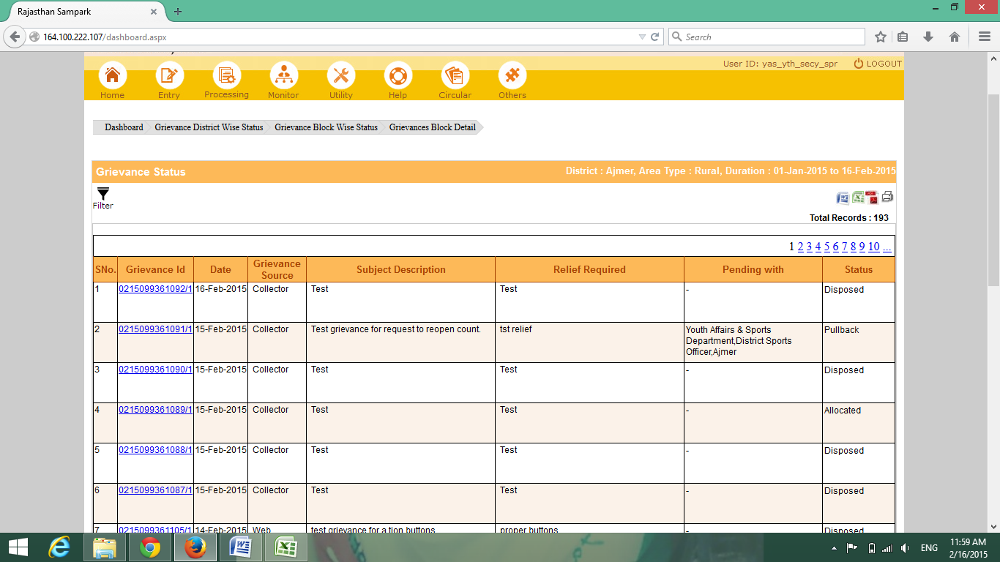 Rajasthan Sampark
164.100.222.107/dashboard.aspx
Search
User ID: yas_yth_secy_spr LOGOUT
Home Entry Processing Monitor Utility Help Circular Others
Dashboard Grievance District Wise Status Grievance Block Wise Status Grievances Block Detail
Grievance Status District : Ajmer, Area Type : Rural, Duration : 01-Jan-2015 to 16-Feb-2015
Filter
Total Records : 193
1 2 3 4 5 6 7 8 9 10 ...
SNo. Grievance Id Date Grievance Source Subject Description Relief Required Pending with Status
1 0215099361092/1 16-Feb-2015 Collector Test Test - Disposed
2 0215099361091/1 15-Feb-2015 Collector Test grievance for request to reopen count. tst relief Youth Affairs & Sports Department,District Sports Officer,Ajmer Pullback
3 0215099361090/1 15-Feb-2015 Collector Test Test - Disposed
4 0215099361089/1 15-Feb-2015 Collector Test Test - Allocated
5 0215099361088/1 15-Feb-2015 Collector Test Test - Disposed
6 0215099361087/1 15-Feb-2015 Collector Test Test - Disposed
7 0215099361105/1 14-Feb-2015 Web test grievance for a tion buttons proper buttons - Disposed
ENG 11:59 AM
2/16/2015